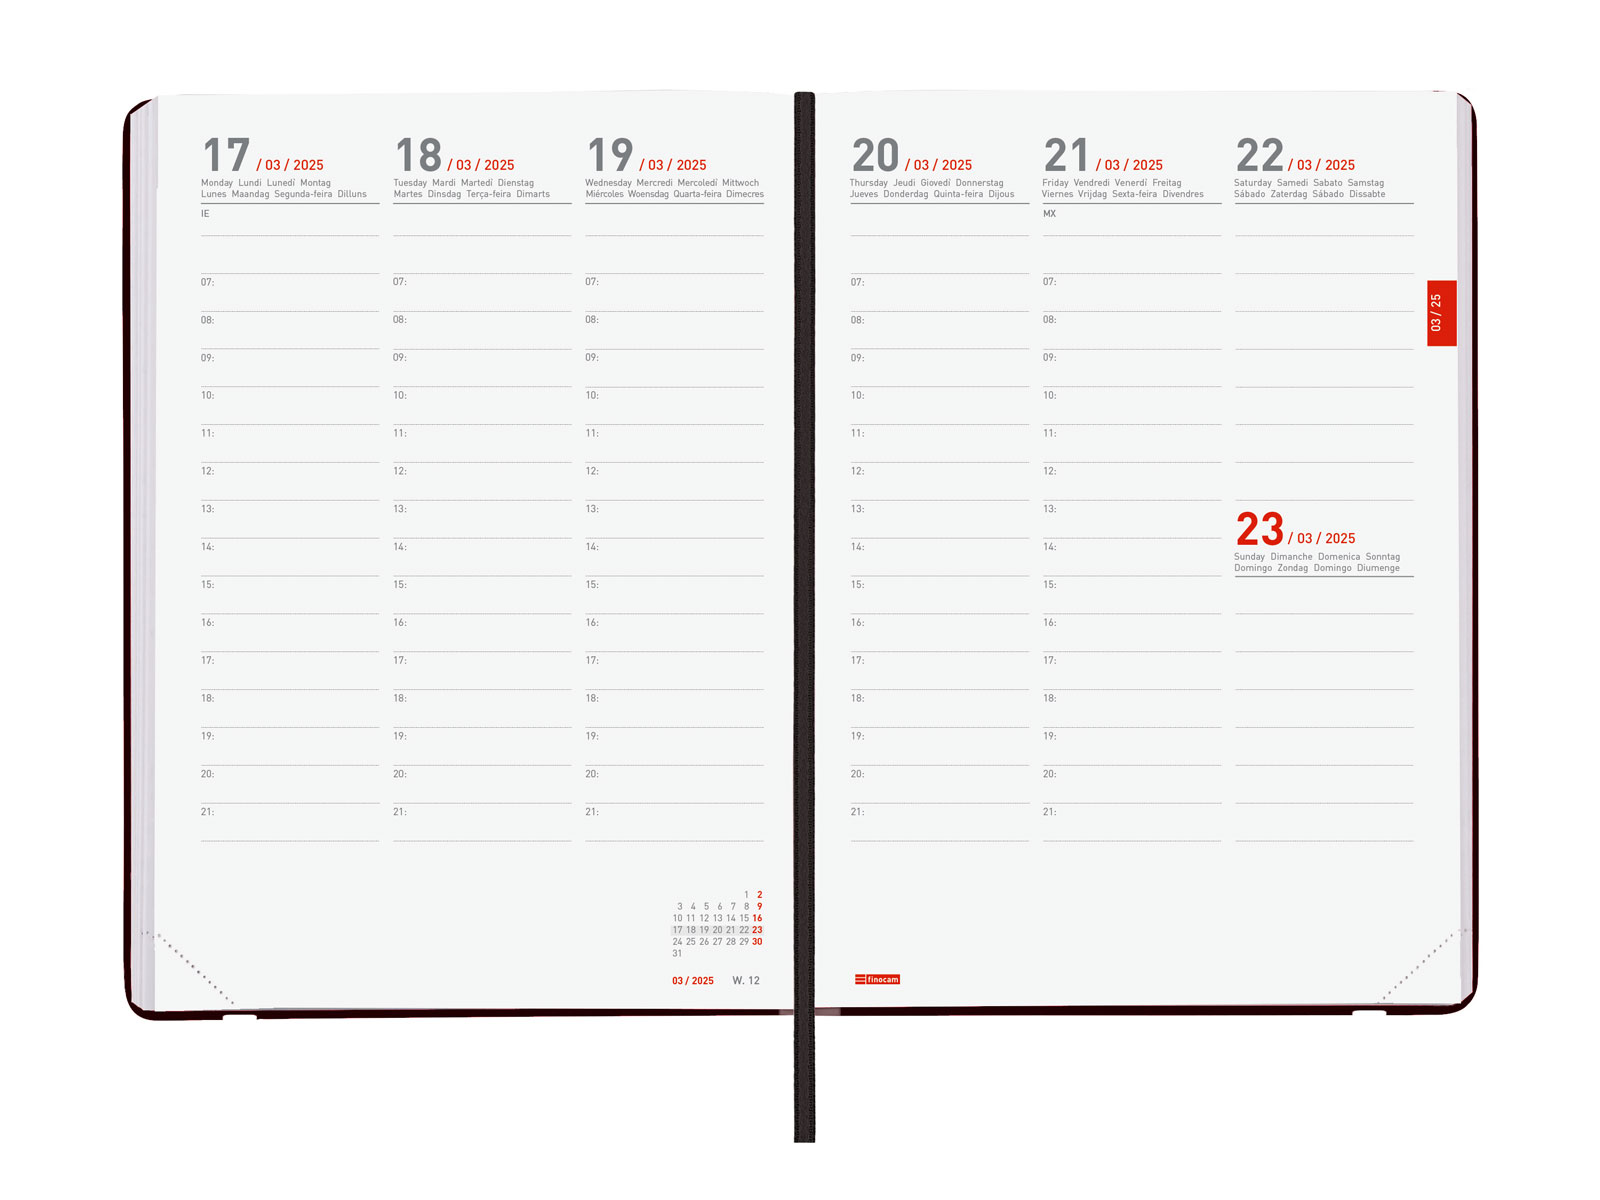 17 / 03 / 2025
Monday Lundi Lunedí Montag
Lunes Maandag Segunda-feira Dilluns
IE
07:
08:
09:
10:
11:
12:
13:
14:
15:
16:
17:
18:
19:
20:
21:
18 / 03 / 2025
Tuesday Mardi Martedí Dienstag
Martes Dinsdag Terça-feira Dimarts
07:
08:
09:
10:
11:
12:
13:
14:
15:
16:
17:
18:
19:
20:
21:
19 / 03 / 2025
Wednesday Mercredi Mercoledí Mittwoch
Miércoles Woensdag Quarta-feira Dimecres
07:
08:
09:
10:
11:
12:
13:
14:
15:
16:
17:
18:
19:
20:
21:
1 2
3 4 5 6 7 8 9
10 11 12 13 14 15 16
17 18 19 20 21 22 23
24 25 26 27 28 29 30
31
03 / 2025 W. 12
20 / 03 / 2025
Thursday Jeudi Giovedí Donnerstag
Jueves Donderdag Quinta-feira Dijous
07:
08:
09:
10:
11:
12:
13:
14:
15:
16:
17:
18:
19:
20:
21:
21 / 03 / 2025
Friday Vendredi Venerdí Freitag
Viernes Vrijdag Sexta-feira Divendres
MX
07:
08:
09:
10:
11:
12:
13:
14:
15:
16:
17:
18:
19:
20:
21:
22 / 03 / 2025
Saturday Samedi Sabato Samstag
Sábado Zaterdag Sábado Dissabte
23 / 03 / 2025
Sunday Dimanche Domenica Sonntag
Domingo Zondag Domingo Diumenge
03 / 25
finocam